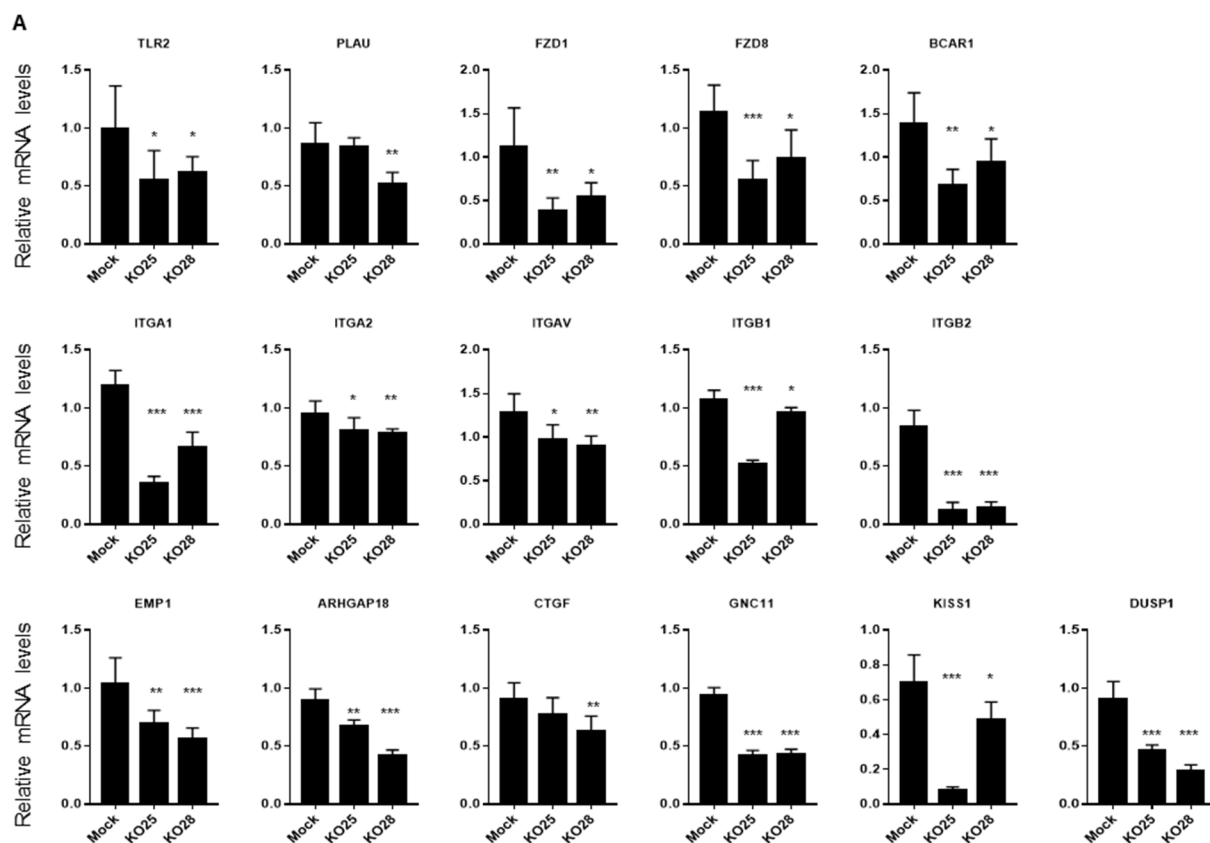 A
TLR2 PLAU FZD1 FZD8 BCAR1
Relative mRNA levels
1.5 1.5 2.0 1.5 2.0
1.0 1.0 1.5 1.0 1.5
0.5 0.5 1.0 0.5 1.0
0.0 0.0 0.5 0.0 0.5
0.0 0.0
* * ** ** * *** * ** *
Mock KO25 KO28 Mock KO25 KO28 Mock KO25 KO28 Mock KO25 KO28 Mock KO25 KO28
ITGA1 ITGA2 ITGAV ITGB1 ITGB2
Relative mRNA levels
1.5 1.5 2.0 1.5 1.5
1.0 1.0 1.5 1.0 1.0
0.5 0.5 1.0 0.5 0.5
0.0 0.0 0.5 0.0 0.0
0.0
*** *** * ** * ** *** * *** ***
Mock KO25 KO28 Mock KO25 KO28 Mock KO25 KO28 Mock KO25 KO28 Mock KO25 KO28
EMP1 ARHGAP18 CTGF GNC11 KISS1 DUSP1
Relative mRNA levels
1.5 1.5 1.5 1.5 1.0 1.5
1.0 1.0 1.0 1.0 0.8 1.0
0.5 0.5 0.5 0.5 0.6 0.5
0.0 0.0 0.0 0.0 0.4 0.0
0.2
0.0
** *** ** *** ** *** *** *** * *** ***
Mock KO25 KO28 Mock KO25 KO28 Mock KO25 KO28 Mock KO25 KO28 Mock KO25 KO28 Mock KO25 KO28